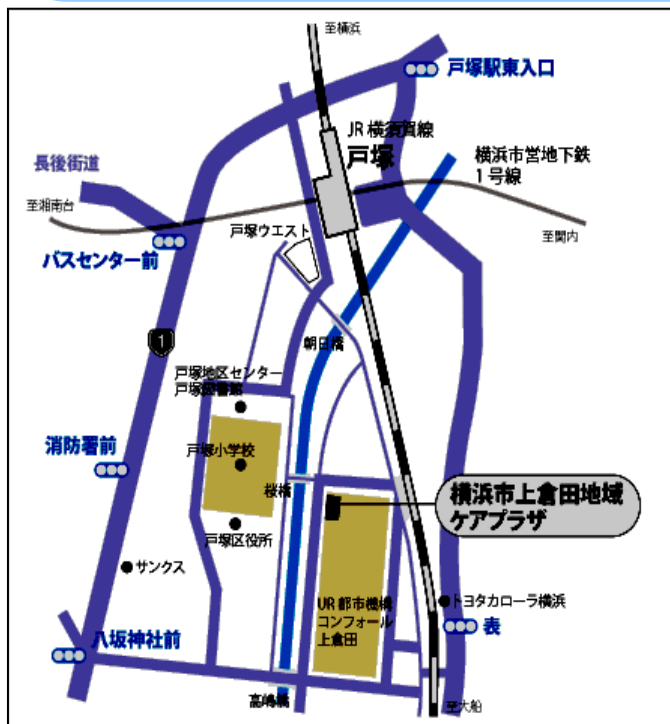 至横浜
戸塚駅東入口
JR横須賀線
戸塚
横浜市営地下鉄
1号線
長後街道
至湘南台
至関内
戸塚ウエスト
バスセンター前
1
朝日橋
戸塚地区センター
戸塚図書館
消防署前
戸塚小学校
桜橋
横浜市上倉田地域
ケアプラザ
戸塚区役所
サンクス
UR都市機構
コンフォール
上倉田
トヨタカローラ横浜
表
八坂神社前
高嶋橋
至大船